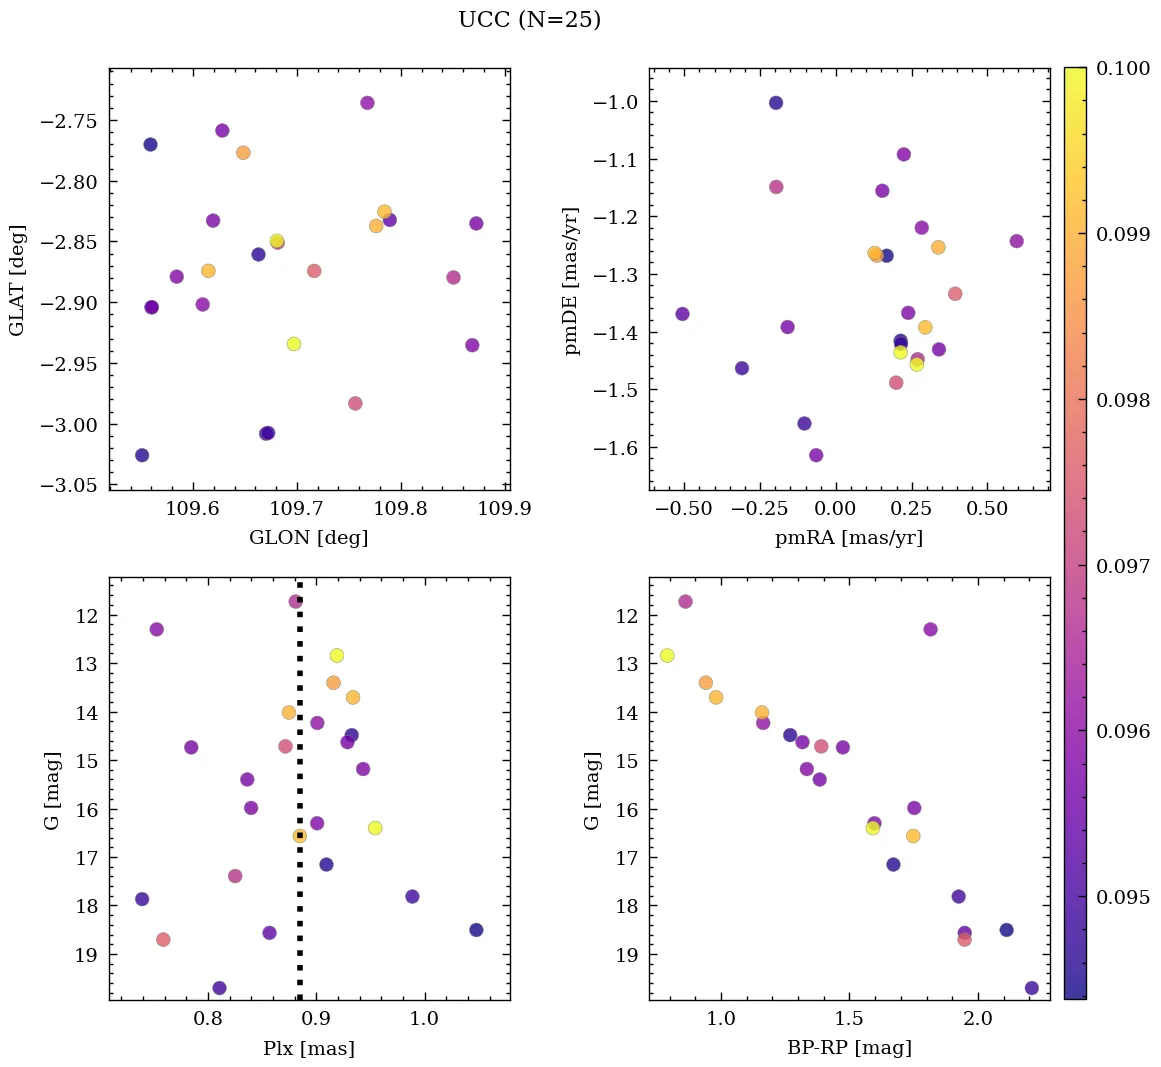 UCC (N=25)
−2.75
−2.80
−2.85
−2.90
−2.95
−3.00
−3.05
GLAT [deg]
109.6 109.7 109.8 109.9
GLON [deg]
−1.0
−1.1
−1.2
−1.3
−1.4
−1.5
−1.6
pmDE [mas/yr]
−0.50 −0.25 0.00 0.25 0.50
pmRA [mas/yr]
12
13
14
15
16
17
18
19
G [mag]
0.8 0.9 1.0
Plx [mas]
12
13
14
15
16
17
18
19
G [mag]
1.0 1.5 2.0
BP-RP [mag]
0.100
0.099
0.098
0.097
0.096
0.095